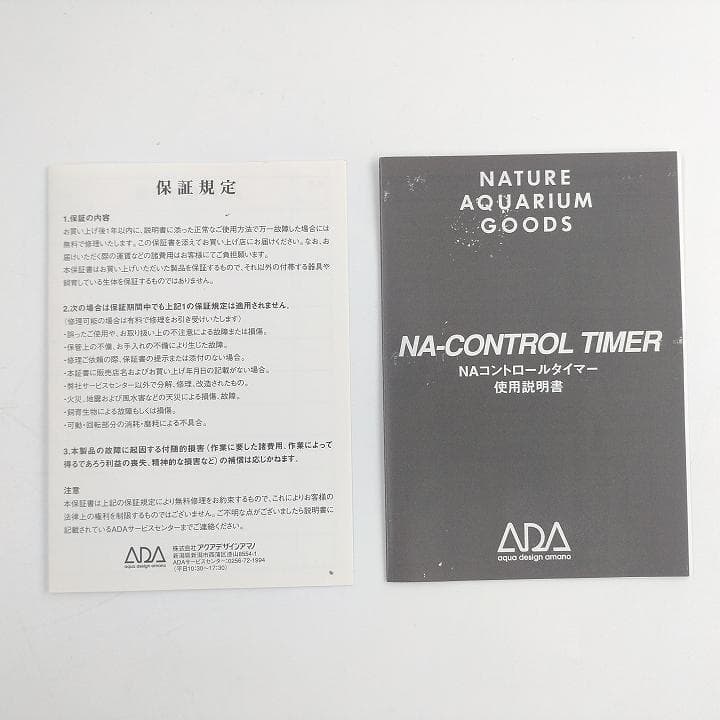 保証規定
1.保証の内容
お買い上げ後1年以内に、説明書に添った正常なご使用方法で万一故障した場合には
無料で修理いたします。この保証書を添えてお買い上げ店にお届けください。なお、お
届けいただく際の運賃などの諸費用はお客様にてご負担願います。
本保証書はお買い上げいただいた製品を保証するもので、それ以外の付帯する器具や
飼育している生体を保証するものではありません。
2.次の場合は保証期間中でも上記1の保証規定は適用されません。
(修理可能の場合は有料で修理をお引き受けいたします)
・誤ったご使用や、お取り扱い上の不注意による故障または損傷。
・保管上の不備、お手入れの不備により生じた故障。
・修理ご依頼の際、保証書の提示または添付のない場合。
・本証書に販売店名およびお買い上げ年月日の記載がない場合。
・弊社サービスセンター以外で分解、修理、改造されたもの。
・火災、地震および風水害などの天災による損傷、故障。
・飼育生物による故障もしくは損傷。
・可動・回転部分の消耗・磨耗による不具合。
3.本製品の故障に起因する付随的損害(作業に要した諸費用、作業によって
得るであろう利益の喪失、精神的な損害など)の補償は応じかねます。
注意
本保証書は上記の保証規定により無料修理をお約束するもので、これによりお客様の
法律上の権利を制限するものではございません。ご不明な点がございましたら説明書に
記載されているADAサービスセンターまでご連絡ください。
ADA
aqua design amano
株式会社アクアデザインアマノ
新潟県新潟市西蒲区漆山8554-1
ADAサービスセンター:0256-72-1994
(平日10:30~17:30)
NATURE
AQUARIUM
GOODS
NA-CONTROL TIMER
NAコントロールタイマー
使用説明書
ADA
aqua design amano